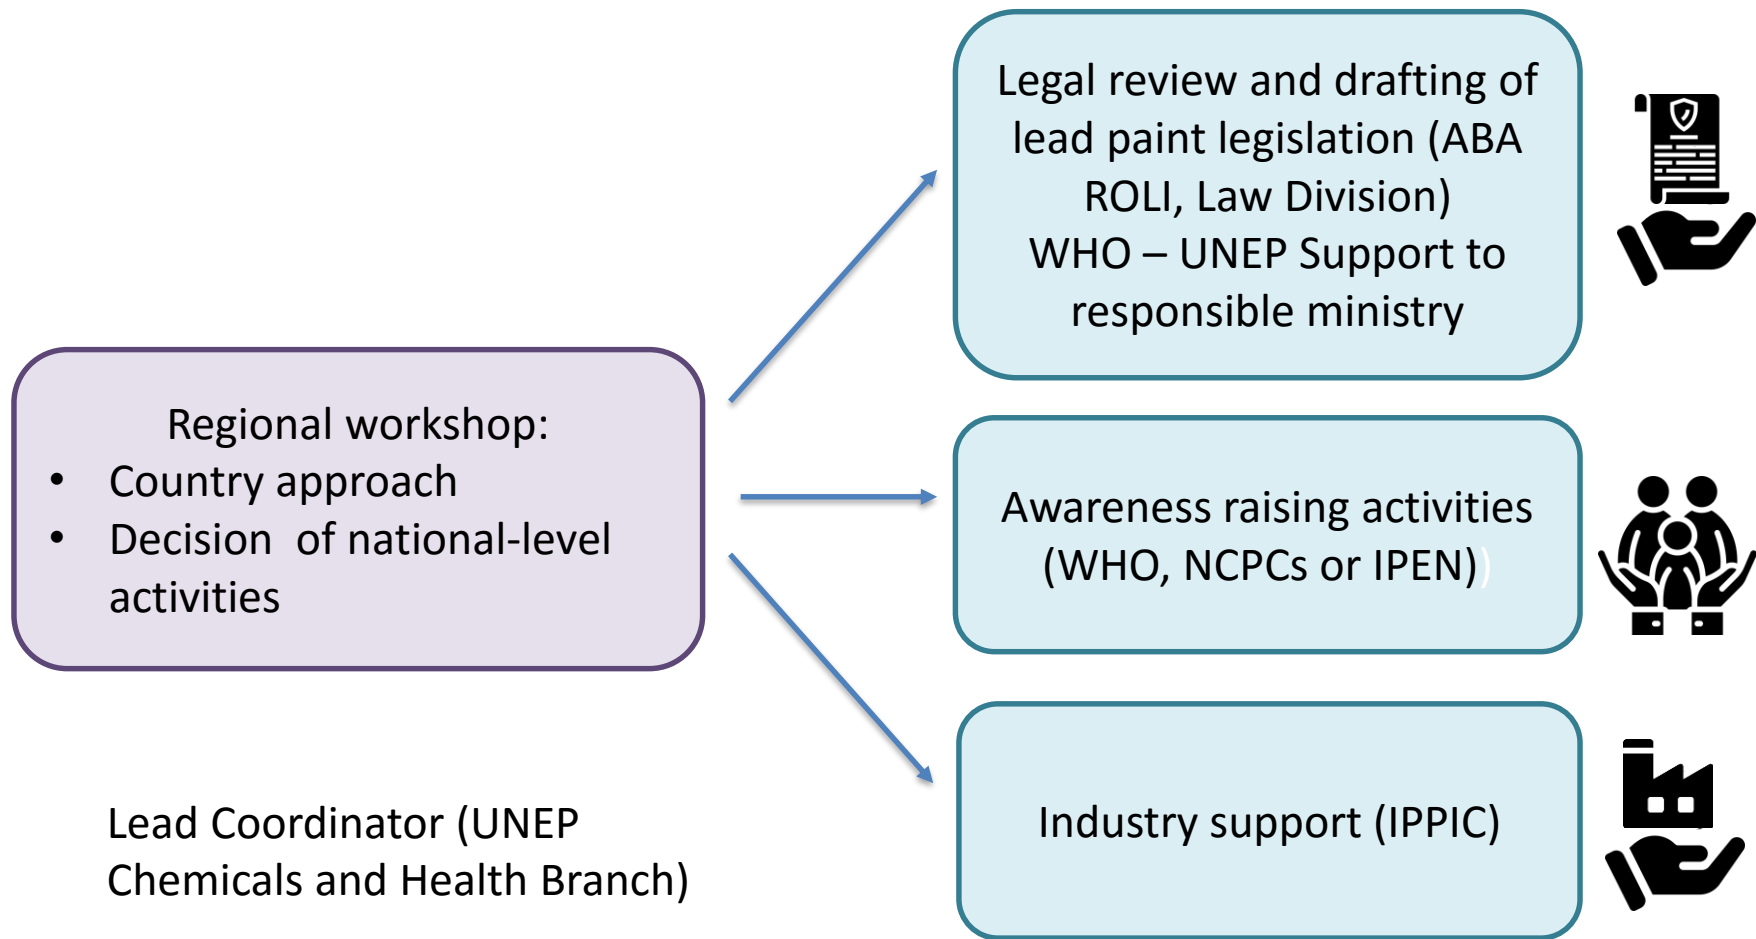 Regional workshop:
• Country approach
• Decision of national-level
activities
Lead Coordinator (UNEP
Chemicals and Health Branch)
Legal review and drafting of
lead paint legislation (ABA
ROLI, Law Division)
WHO – UNEP Support to
responsible ministry
Awareness raising activities
(WHO, NCPCs or IPEN))
Industry support (IPPIC)